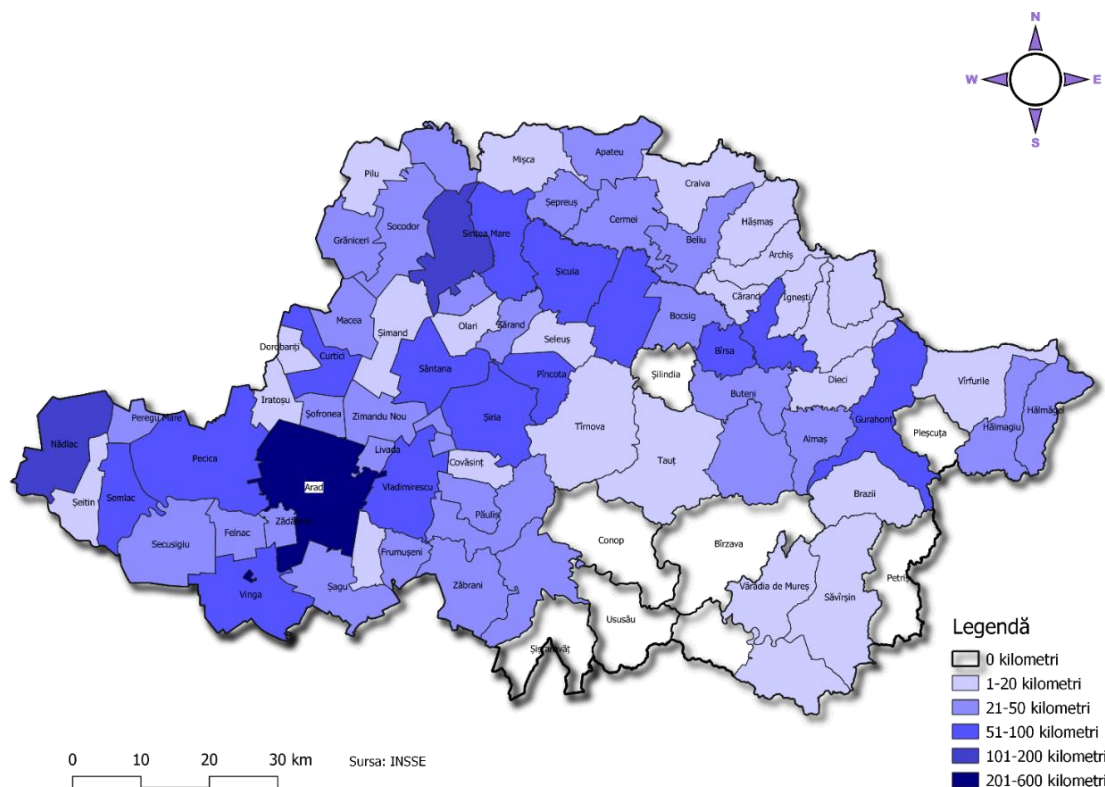 N
W
E
S
Mișca
Apateu
Pilu
Craiva
Șepreuș
Hășmaș
Socodor
Cermei
Grăniceri
Sintea Mare
Beliu
Archiș
Șicula
Cărand
Ignești
Macea
Olari
Zărand
Bocsig
Șimand
Seleuș
Dorobanți
Curtici
Bîrsa
Sântana
Pîncota
Șilindia
Dieci
Vîrfurile
Iratoșu
Buteni
Hălmăgel
Peregu Mare
Șofronea
Zimandu Nou
Șiria
Tîrnova
Gurahonț
Hălmagiu
Pleșcuța
Nădlac
Almaș
Livada
Pecica
Covăsinț
Tauț
Arad
Vladimirescu
Semlac
Șeitin
Brazii
Păuliș
Zădă
Felnac
Conop
Bîrzava
Secusigiu
Frumușeni
Zăbrani
Petriș
Șagu
Vărădia de Mureș
Vinga
Săvîrșin
Ususău
Legendă
0 kilometri
1-20 kilometri
21-50 kilometri
51-100 kilometri
101-200 kilometri
201-600 kilometri
0 10 20 30 km
Sursa: INSSE